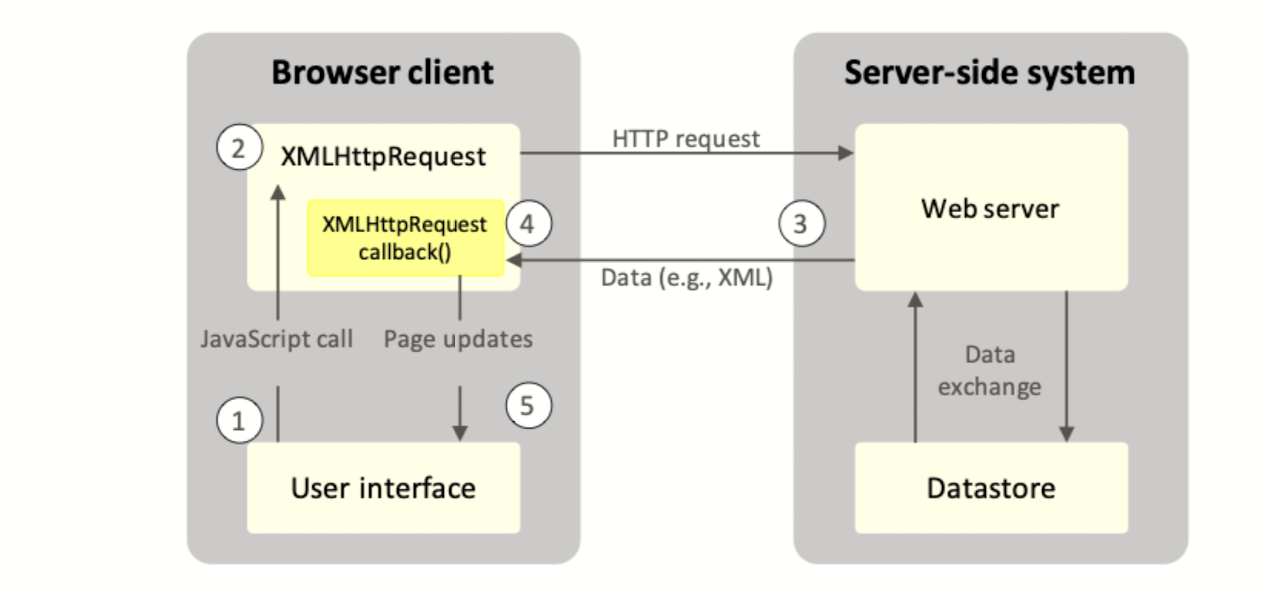 Browser client
Server-side system
2
XMLHttpRequest
HTTP request
Web server
XMLHttpRequest
callback()
4
3
Data (e.g., XML)
JavaScript call
Page updates
Data
exchange
1
5
User interface
Datastore